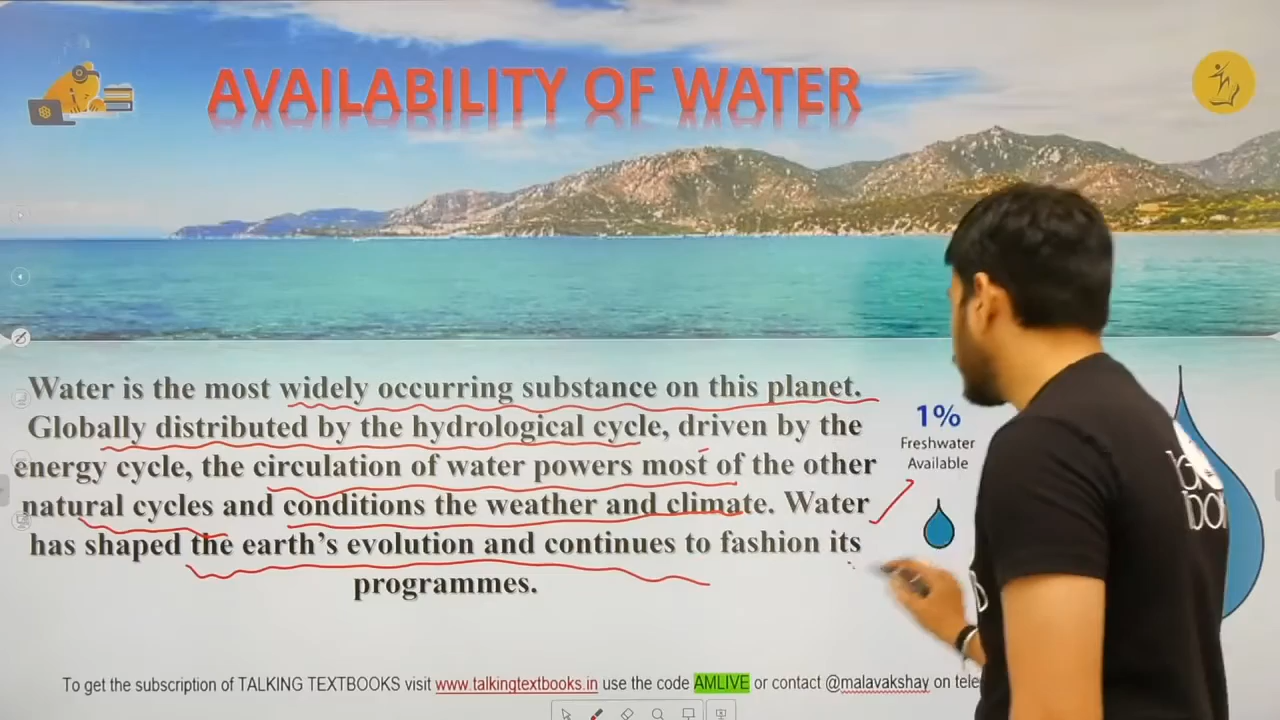 AVAILABILITY OF WATER
Water is the most widely occurring substance on this planet.
Globally distributed by the hydrological cycle, driven by the
energy cycle, the circulation of water powers most of the other
natural cycles and conditions the weather and climate. Water
has shaped the earth's evolution and continues to fashion its
programmes.
1%
Freshwater
Available
To get the subscription of TALKING TEXTBOOKS visit www.talkingtextbooks.in use the code AMLIVE or contact @malavakshay on